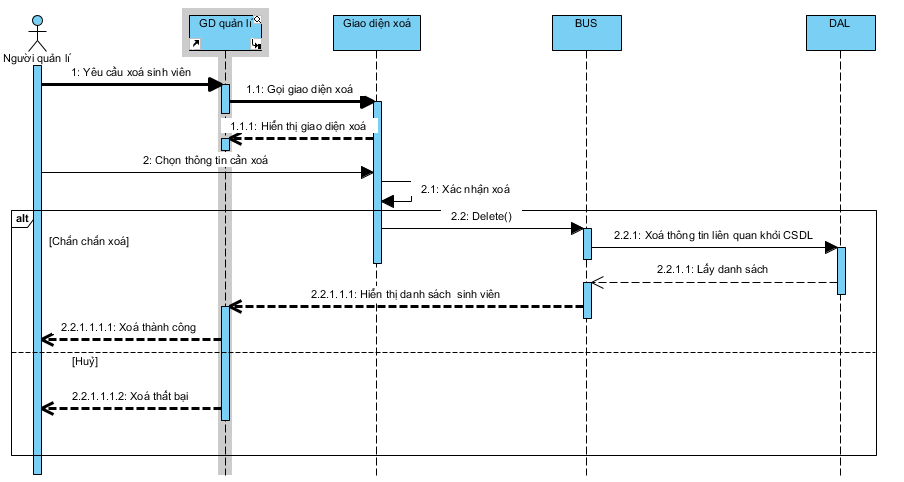 GD quản lí
Giao diện xoá
BUS
DAL
Người quản lí
1: Yêu cầu xoá sinh viên
1.1: Gọi giao diện xoá
1.1.1: Hiển thị giao diện xoá
2: Chọn thông tin cần xoá
2.1: Xác nhận xoá
alt
2.2: Delete()
[Chắn chắn xoá]
2.2.1: Xoá thông tin liên quan khỏi CSDL
2.2.1.1: Lấy danh sách
2.2.1.1.1: Hiển thị danh sách sinh viên
2.2.1.1.1.1: Xoá thành công
[Huỷ]
2.2.1.1.1.2: Xoá thất bại